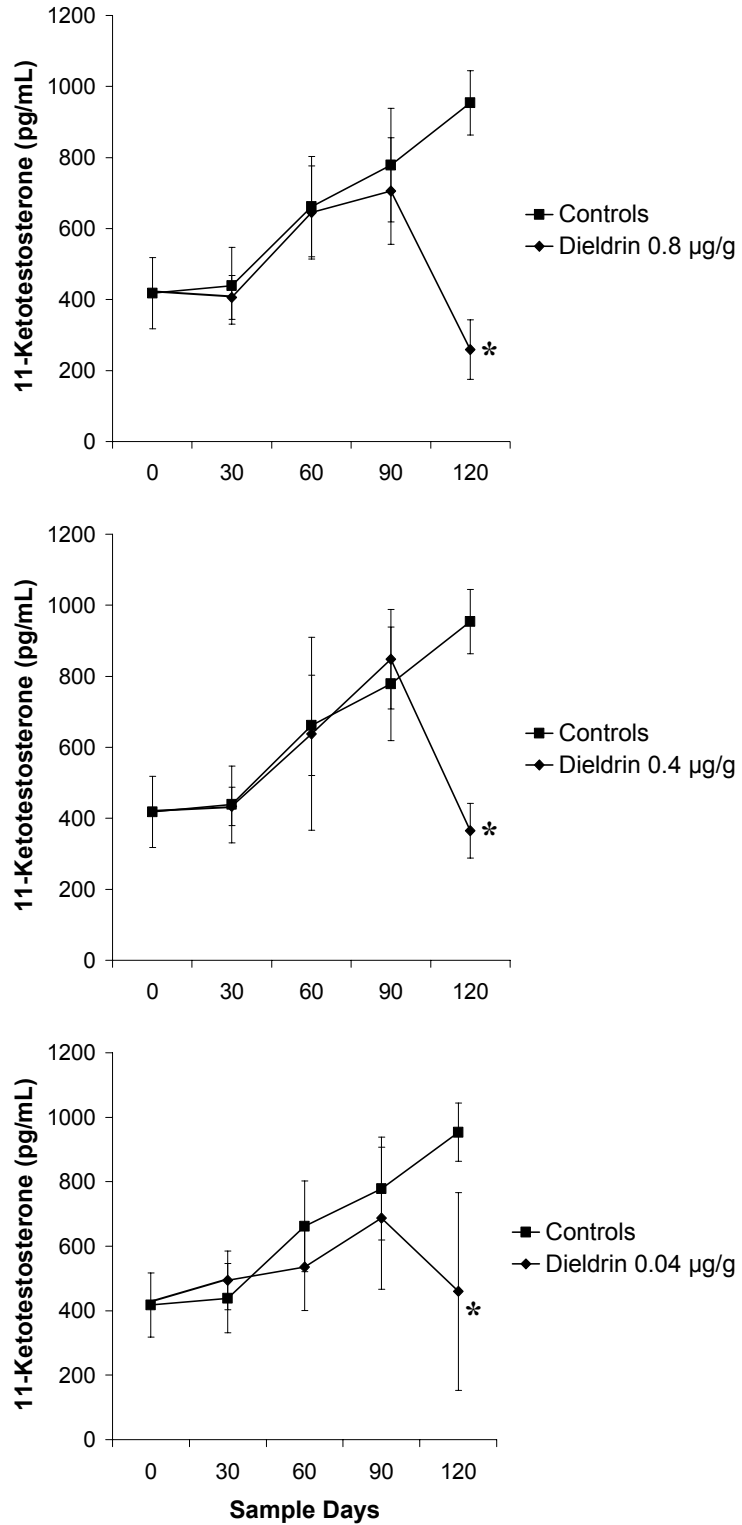 1200
1000
800
600
400
200
0
11-Ketotestosterone (pg/mL)
Controls
Dieldrin 0.8 µg/g
*
0 30 60 90 120
1200
1000
800
600
400
200
0
11-Ketotestosterone (pg/mL)
Controls
Dieldrin 0.4 µg/g
*
0 30 60 90 120
1200
1000
800
600
400
200
0
11-Ketotestosterone (pg/mL)
Controls
Dieldrin 0.04 µg/g
*
0 30 60 90 120
Sample Days